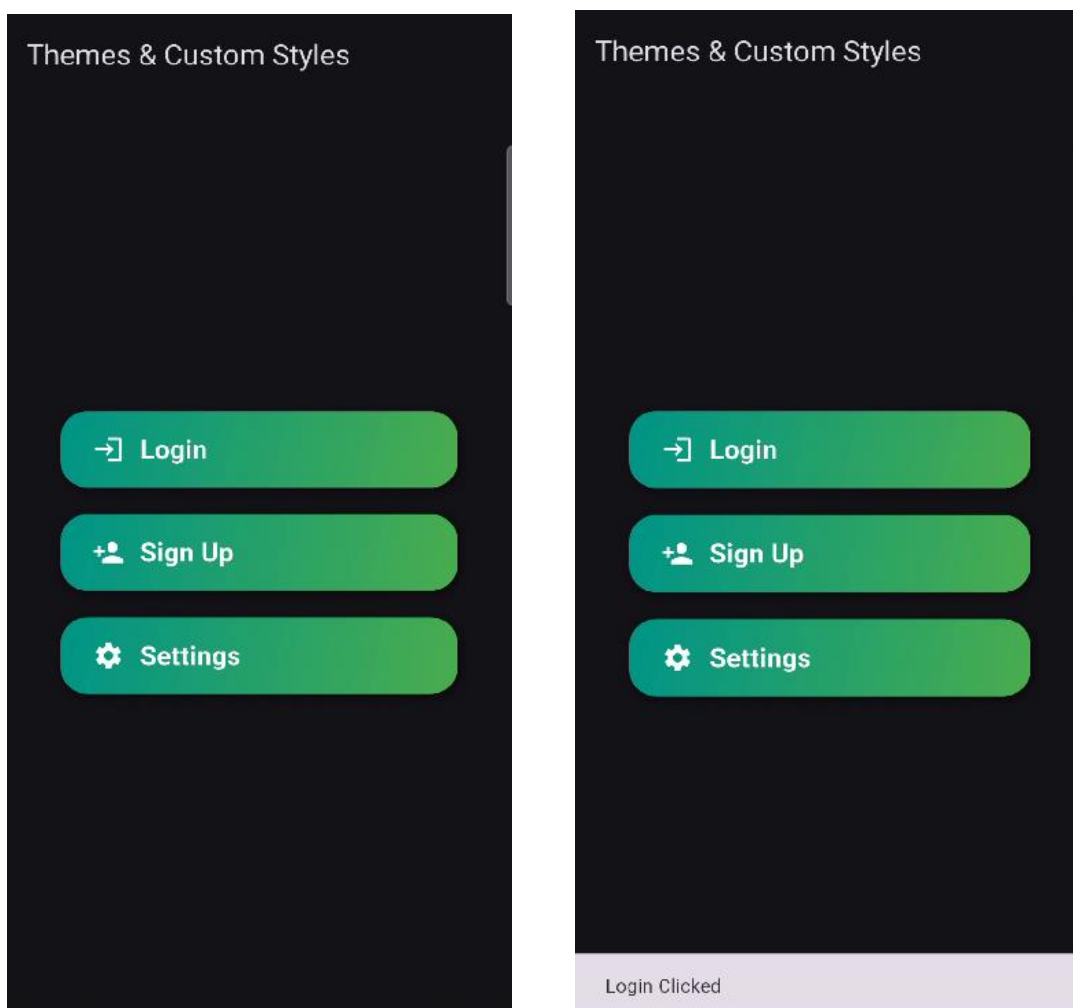 Themes & Custom Styles
Login
Sign Up
Settings
Themes & Custom Styles
Login
Sign Up
Settings
Login Clicked